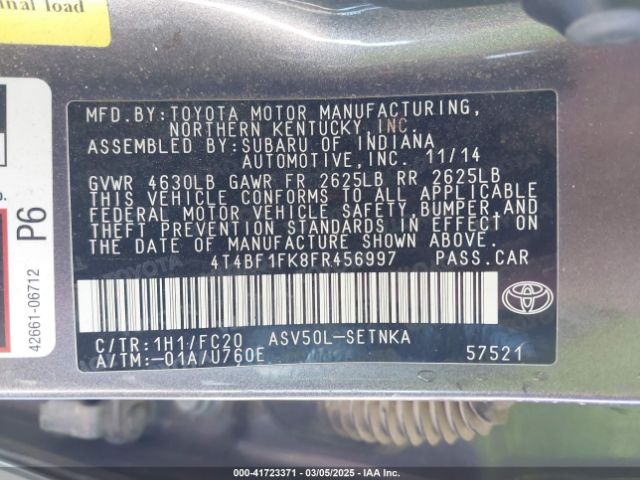 nal load
MFD.BY:TOYOTA MOTOR MANUFACTURING,
NORTHERN KENTUCKY,INC.
ASSEMBLED BY:SUBARU OF INDIANA
AUTOMOTIVE,INC. 11/14
GVWR 4630LB GAWR FR 2625LB RR 2625LB
THIS VEHICLE CONFORMS TO ALL APPLICABLE
FEDERAL MOTOR VEHICLE SAFETY,BUMPER,AND
THEFT PREVENTION STANDARDS IN EFFECT ON
THE DATE OF MANUFACTURE SHOWN ABOVE.
4T4BF1FK8FR456997 PASS.CAR
C/TR:1H1/FC20 ASV50L-SETNKA
A/TM:-01A/U760E 57521
P6
42661-06712
000-41723371 | 03/05/2025 | IAA Inc.